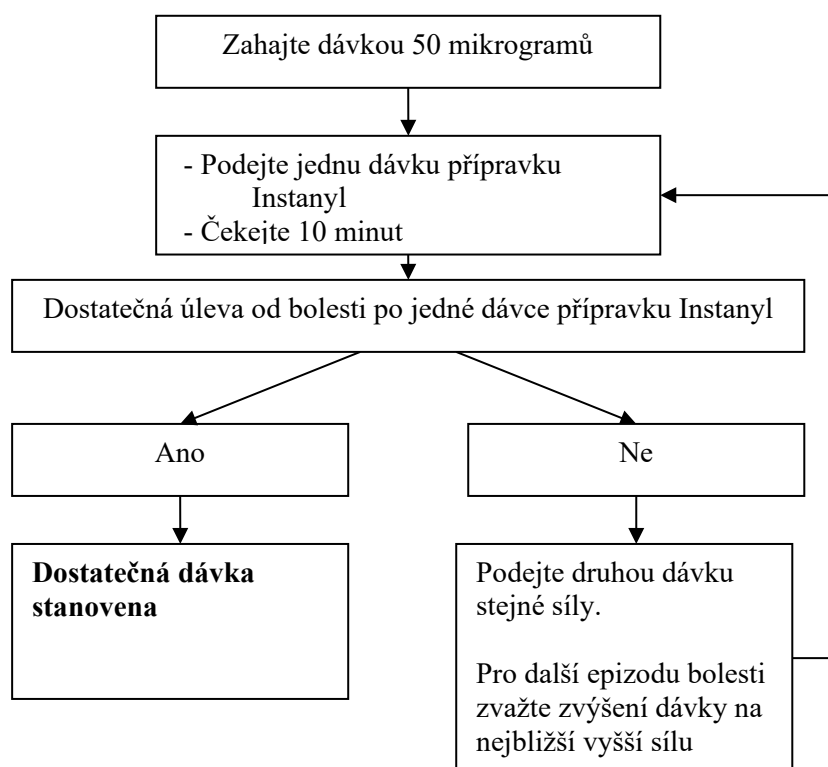 Zahajte dávkou 50 mikrogramů
- Podejte jednu dávku přípravku
Instanyl
- Čekejte 10 minut
Dostatečná úleva od bolesti po jedné dávce přípravku Instanyl
Ano
Ne
Dostatečná dávka
stanovena
Podejte druhou dávku
stejné síly.
Pro další epizodu bolesti
zvažte zvýšení dávky na
nejbližší vyšší sílu